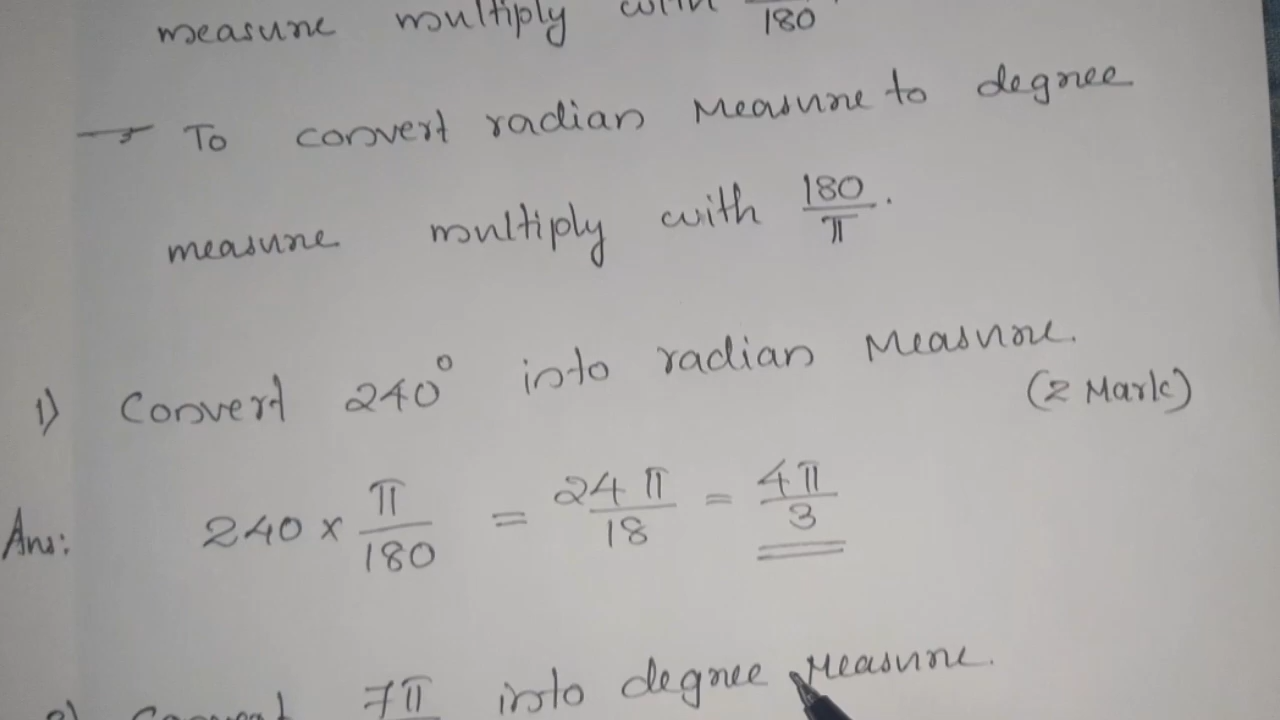 measure multiply with /180
→ To convert radian Measure to degree
measure multiply with 180/π.
1) Convert 240° into radian Measure.
(2 Mark)
Ans: 240 × π/180 = 24π/18 = 4π/3
Convert 7π into degree Measure.